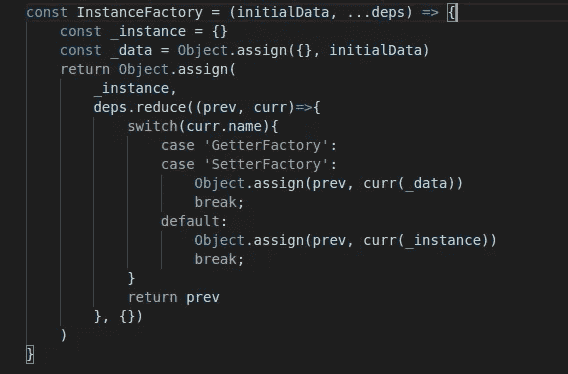 const InstanceFactory = (initialData, ...deps) => {
    const _instance = {}
    const _data = Object.assign({}, initialData)
    return Object.assign(
        _instance,
        deps.reduce((prev, curr)=>{
            switch(curr.name){
                case 'GetterFactory':
                case 'SetterFactory':
                    Object.assign(prev, curr(_data))
                    break;
                default:
                    Object.assign(prev, curr(_instance))
                    break;
            }
            return prev
        }, {})
    )
}